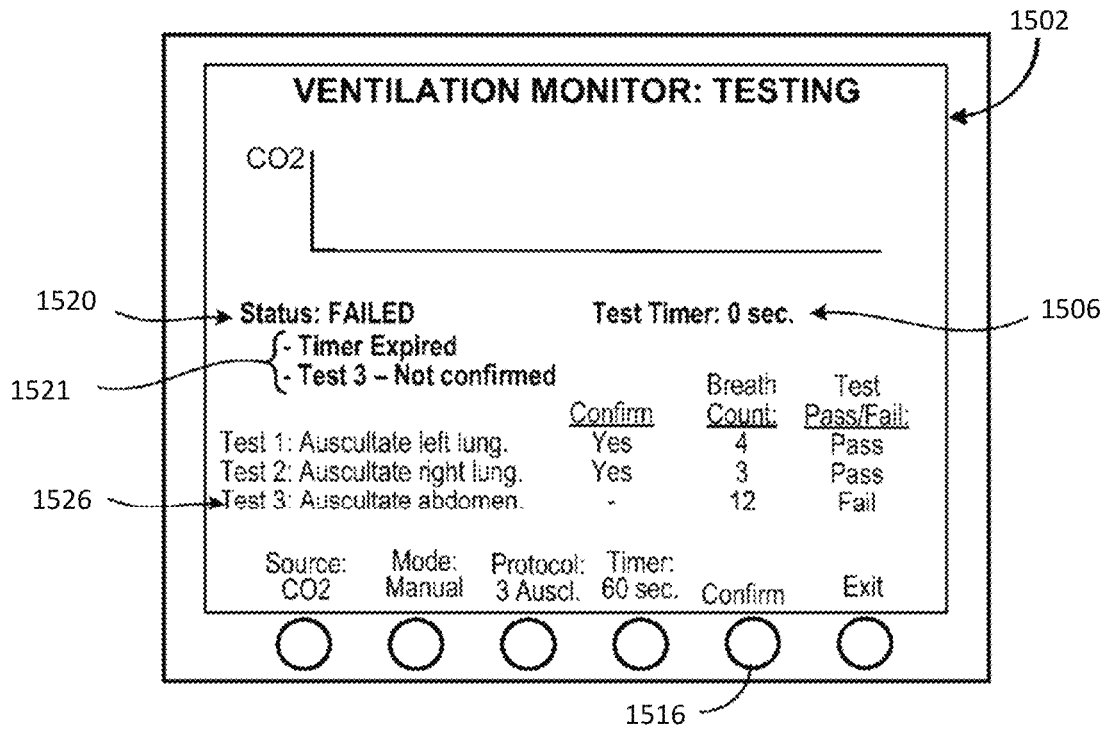 1502
VENTILATION MONITOR: TESTING
CO2
1520
Status: FAILED
Test Timer: 0 sec.
1506
- Timer Expired
- Test 3 – Not confirmed
1521
Confirm
Breath
Count:
Test
Pass/Fail:
Test 1: Auscultate left lung. Yes 4 Pass
Test 2: Auscultate right lung. Yes 3 Pass
1526
Test 3: Auscultate abdomen. - 12 Fail
Source:
CO2
Mode:
Manual
Protocol:
3 Auscl.
Timer:
60 sec.
Confirm
Exit
1516